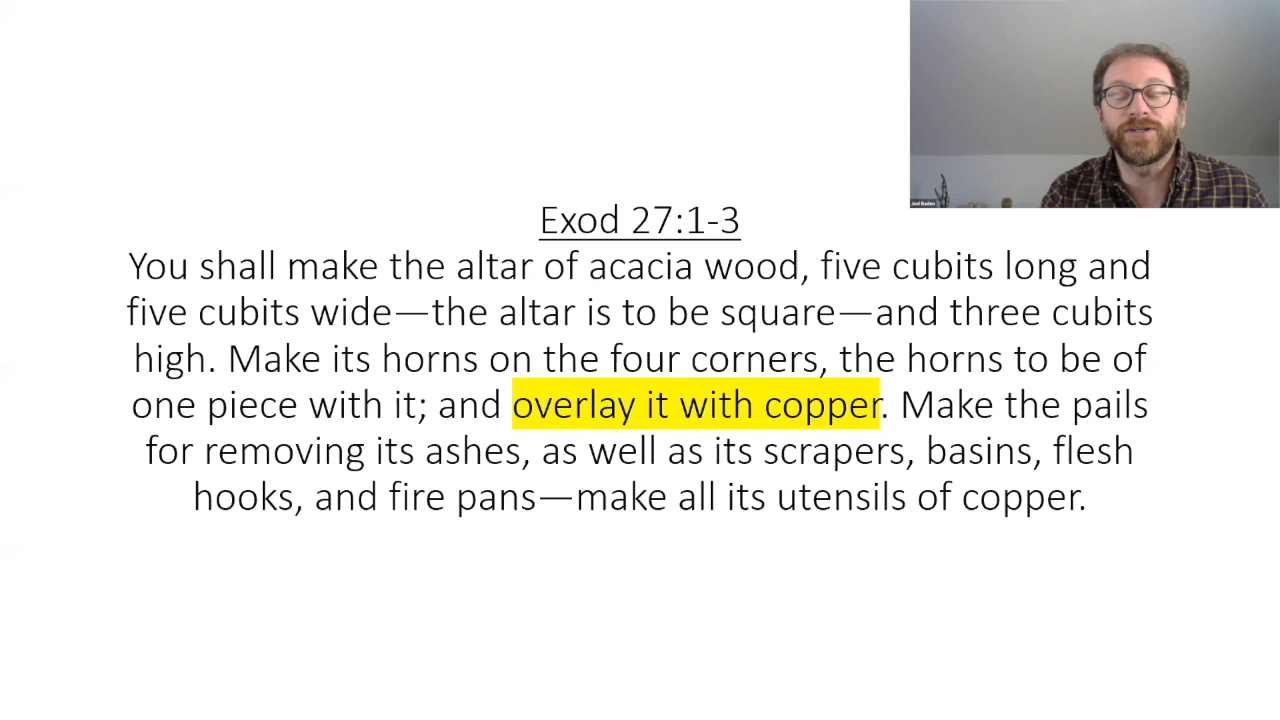 Joel Baden
Exod 27:1-3
You shall make the altar of acacia wood, five cubits long and
five cubits wide—the altar is to be square—and three cubits
high. Make its horns on the four corners, the horns to be of
one piece with it; and overlay it with copper. Make the pails
for removing its ashes, as well as its scrapers, basins, flesh
hooks, and fire pans—make all its utensils of copper.